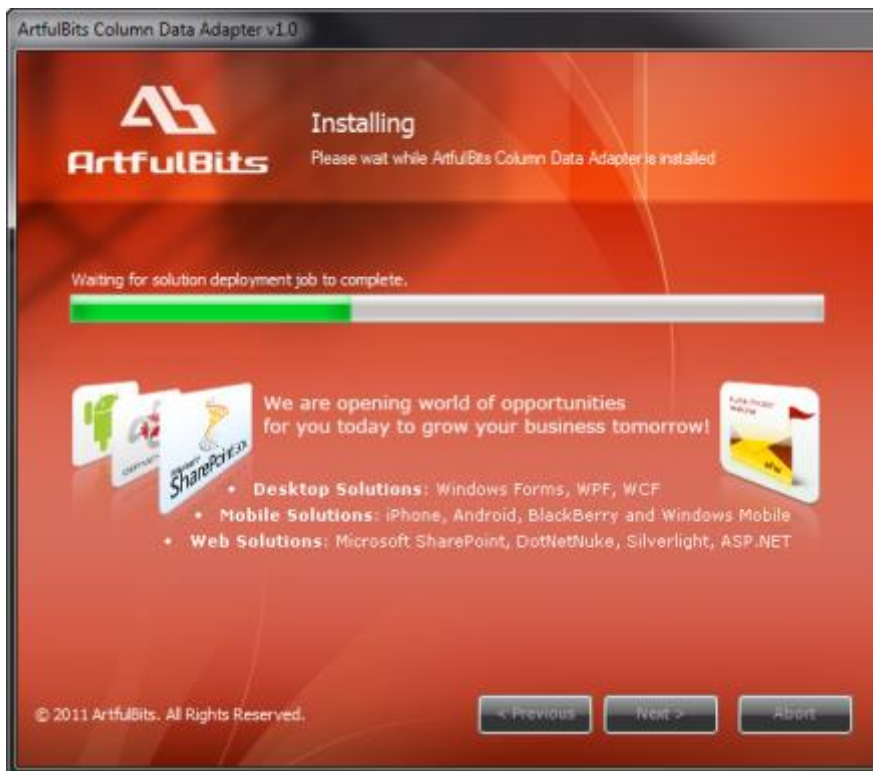 ArtfulBits Column Data Adapter v1.0
ArtfulBits
Installing
Please wait while ArtfulBits Column Data Adapter is installed
Waiting for solution deployment job to complete.
SharePoint
We are opening world of opportunities
for you today to grow your business tomorrow!
• Desktop Solutions: Windows Forms, WPF, WCF
• Mobile Solutions: iPhone, Android, BlackBerry and Windows Mobile
• Web Solutions: Microsoft SharePoint, DotNetNuke, Silverlight, ASP.NET
© 2011 ArtfulBits. All Rights Reserved.
< Previous
Next >
Abort